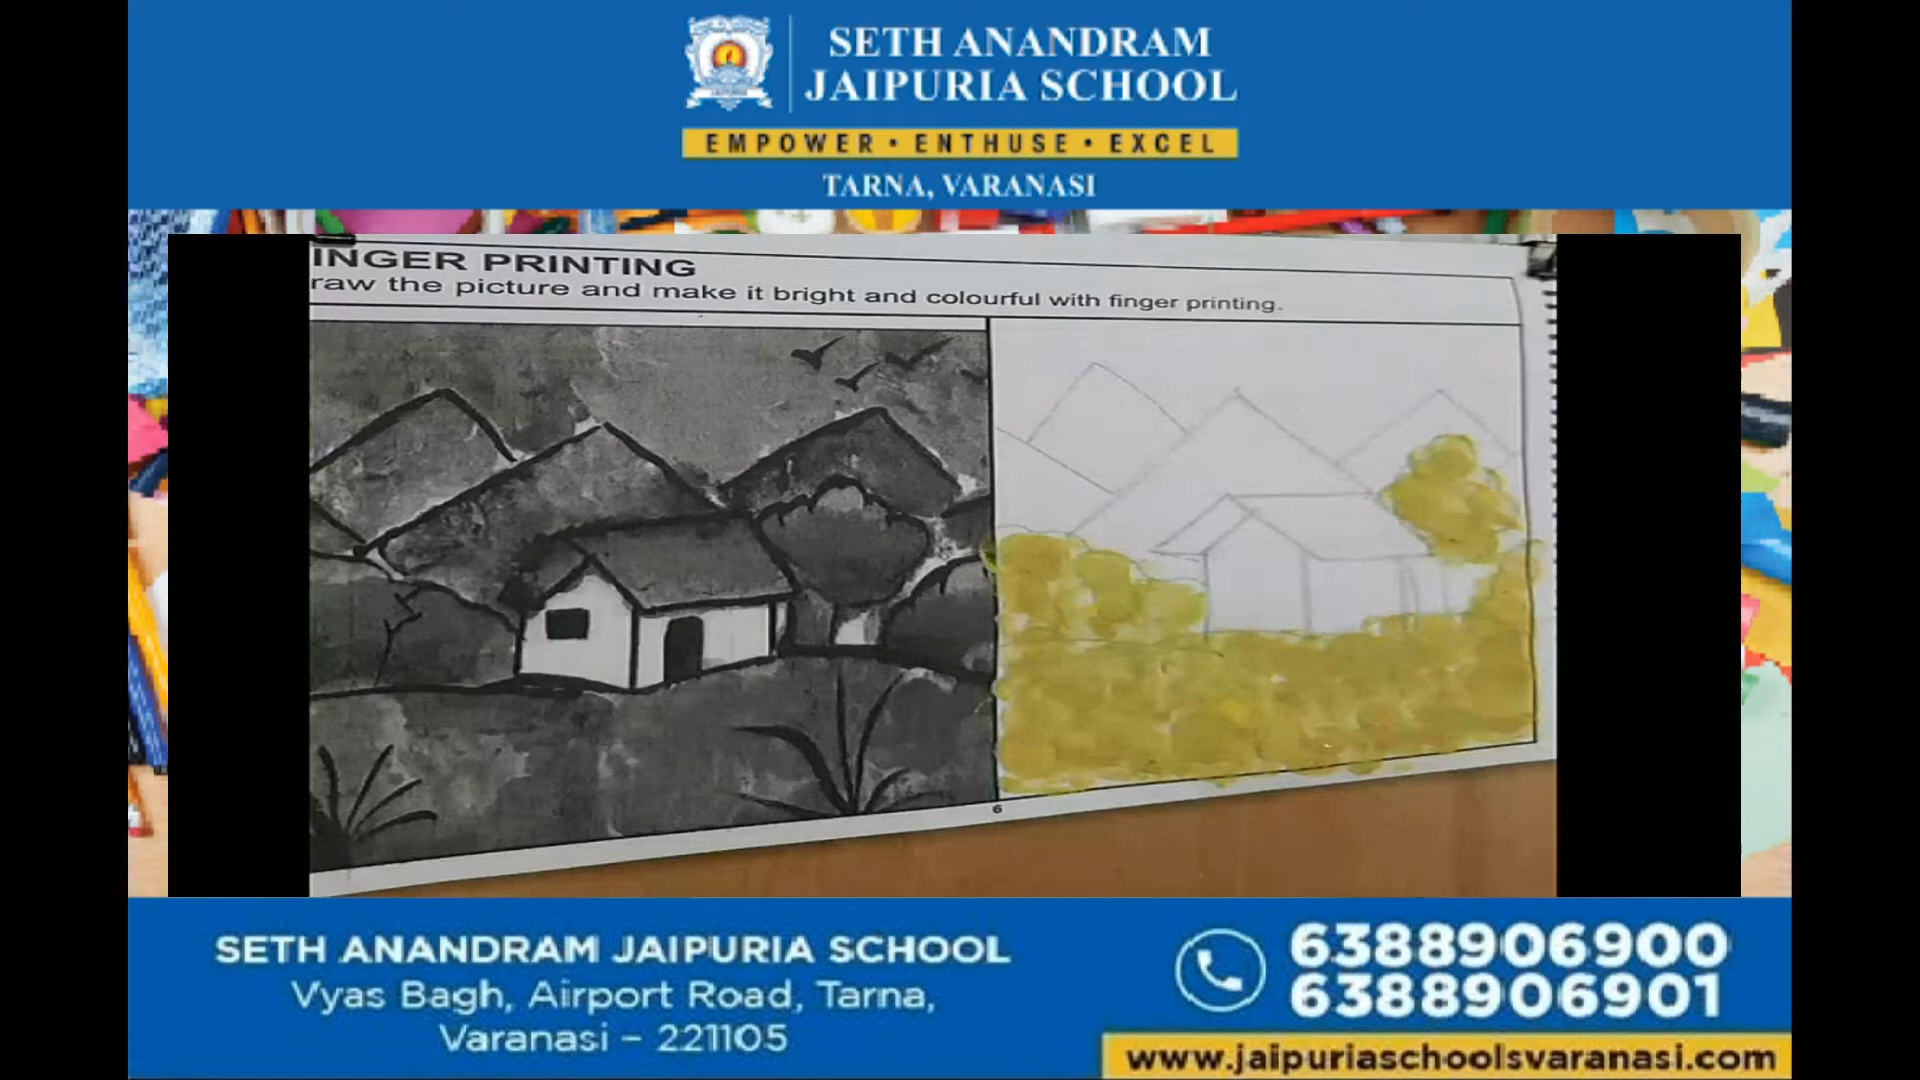 SETH ANANDRAM
JAIPURIA SCHOOL
EMPOWER • ENTHUSE • EXCEL
TARNA, VARANASI
INGER PRINTING
raw the picture and make it bright and colourful with finger printing.
6
SETH ANANDRAM JAIPURIA SCHOOL
Vyas Bagh, Airport Road, Tarna,
Varanasi – 221105
6388906900
6388906901
www.jaipuriaschoolsvaranasi.com